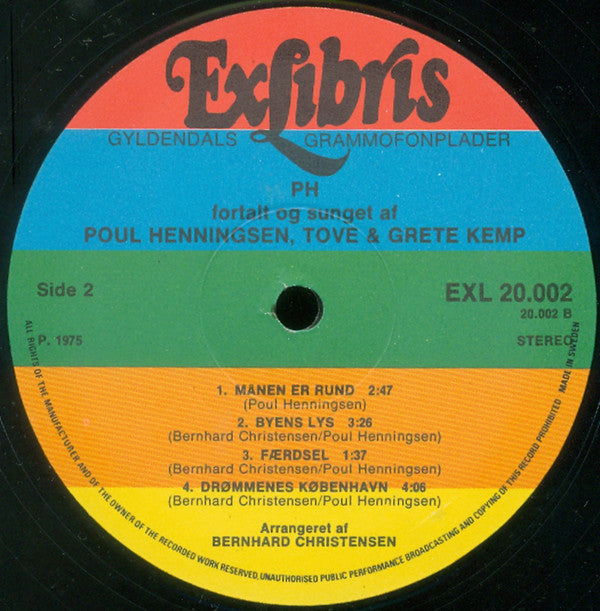 ExLibris
GYLDENDALS GRAMMOFONPLADER
PH
fortalt og sunget af
POUL HENNINGSEN, TOVE & GRETE KEMP
Side 2
EXL 20.002
20.002 B
P. 1975
STEREO
1. MÅNEN ER RUND 2:47
(Poul Henningsen)
2. BYENS LYS 3:26
(Bernhard Christensen/Poul Henningsen)
3. FÆRDSEL 1:37
(Bernhard Christensen/Poul Henningsen)
4. DRØMMENES KØBENHAVN 4:06
(Bernhard Christensen/Poul Henningsen)
Arrangeret af
BERNHARD CHRISTENSEN
ALL RIGHTS OF THE MANUFACTURER AND OF THE OWNER OF THE RECORDED WORK RESERVED,UNAUTHORISED PUBLIC PERFORMANCE BROADCASTING AND COPYING OF THIS RECORD PROHIBITED MADE IN SWEDEN